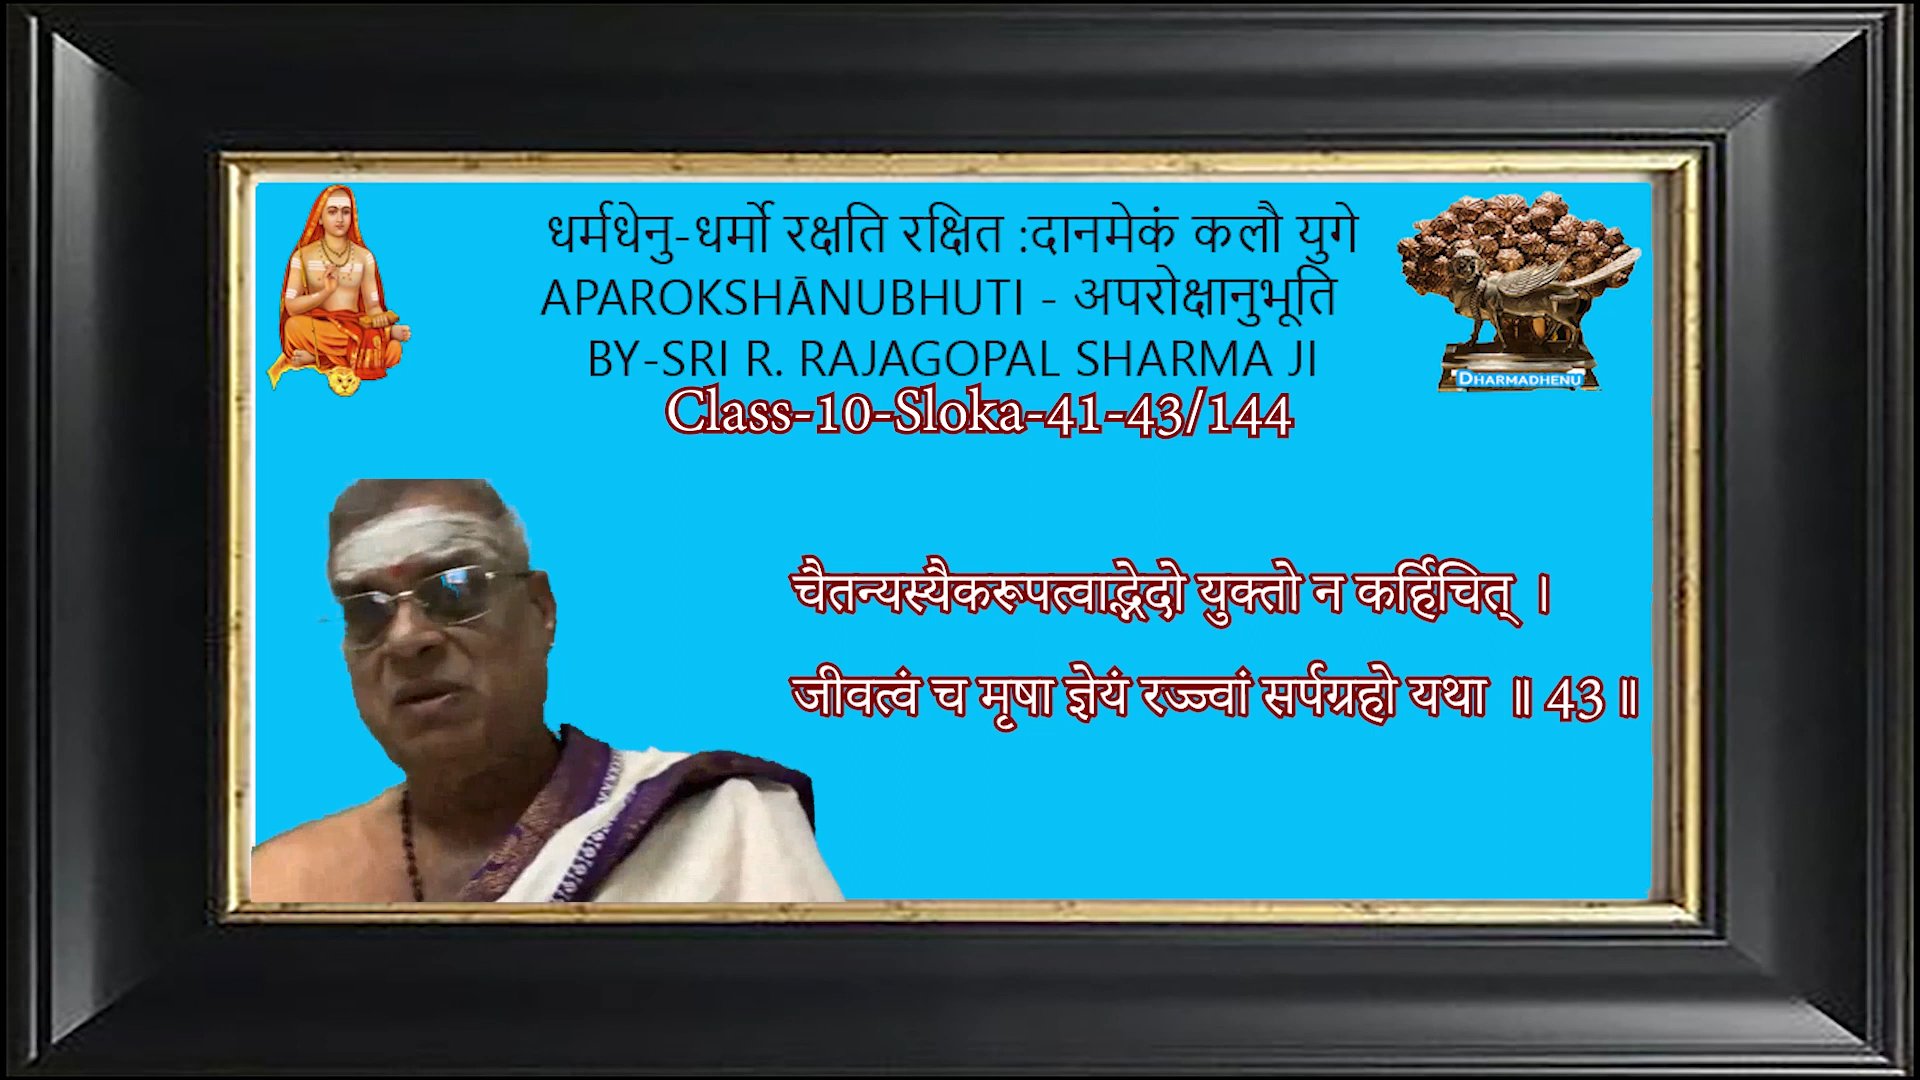 धर्मधेनु-धर्मो रक्षति रक्षित :दानमेकं कलौ युगे
APAROKSHĀNUBHUTI - अपरोक्षानुभूति
BY-SRI R. RAJAGOPAL SHARMA JI
Class-10-Sloka-41-43/144
DHARMADHENU
चैतन्यस्यैकरूपत्वाद्भेदो युक्तो न कर्हिचित् ।
जीवत्वं च मृषा ज्ञेयं रज्ज्वां सर्पग्रहो यथा ॥ 43 ॥